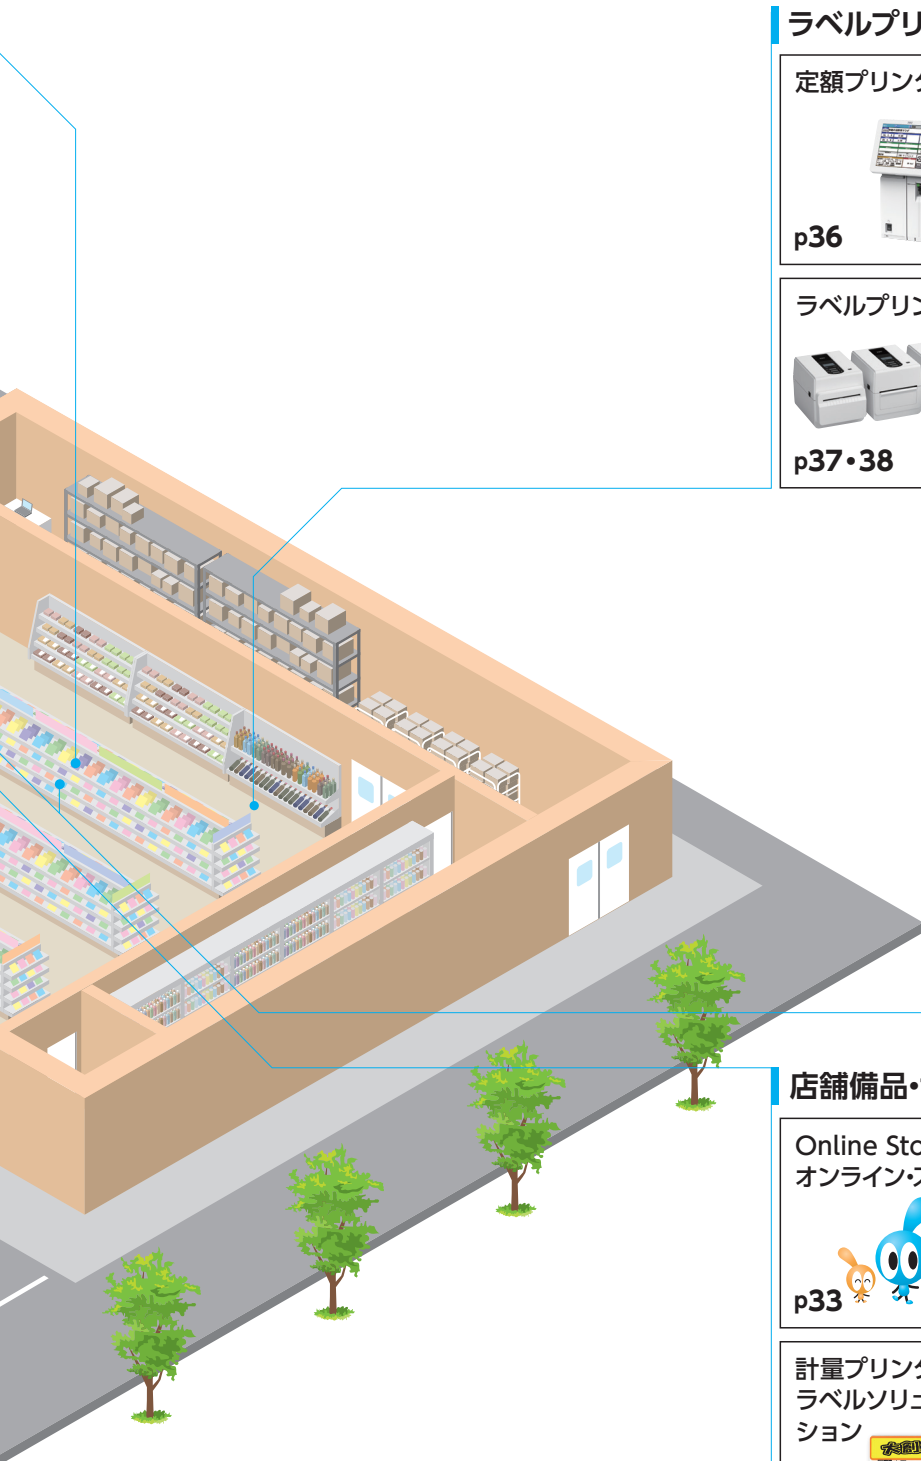 ラベルプリ
定額プリンタ
p36
ラベルプリン
p37・38
店舗備品・
Online Sto
オンライン・ス
p33
計量プリンタ
ラベルソリュー
ション